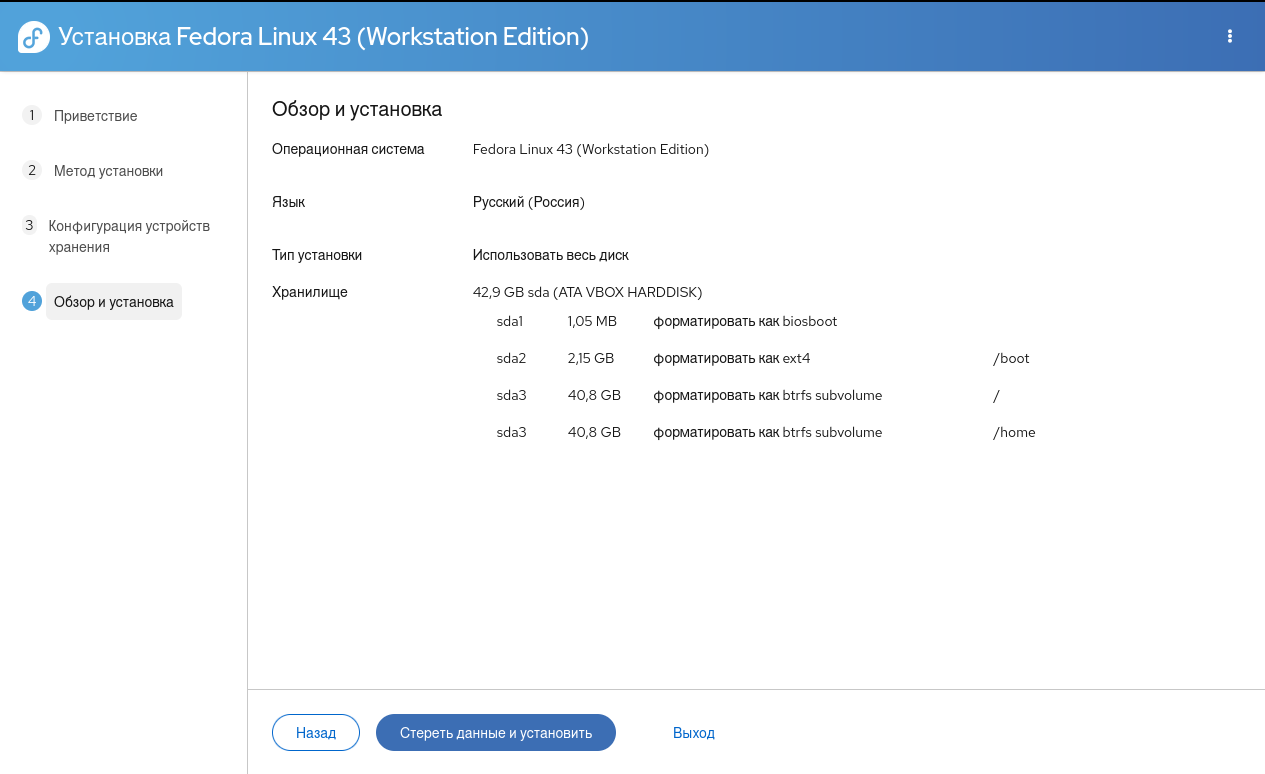 Установка Fedora Linux 43 (Workstation Edition)
1 Приветствие
2 Метод установки
3 Конфигурация устройств
хранения
4 Обзор и установка
Обзор и установка
Операционная система Fedora Linux 43 (Workstation Edition)
Язык Русский (Россия)
Тип установки Использовать весь диск
Хранилище 42,9 GB sda (ATA VBOX HARDDISK)
sda1 1,05 MB форматировать как biosboot
sda2 2,15 GB форматировать как ext4 /boot
sda3 40,8 GB форматировать как btrfs subvolume /
sda3 40,8 GB форматировать как btrfs subvolume /home
Назад Стереть данные и установить Выход